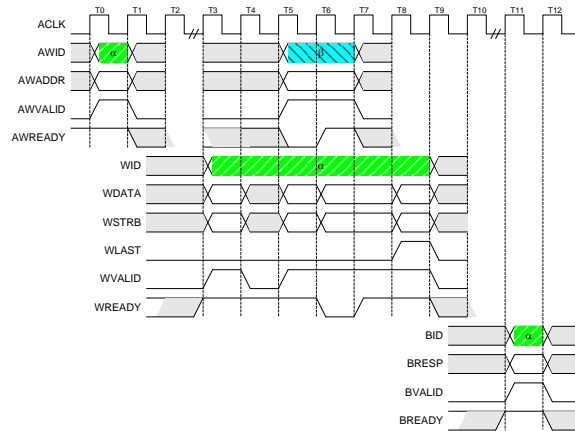 T0 T1 T2 T3 T4 T5 T6 T7 T8 T9 T10 T11 T12
ACLK
AWID α β
AWADDR
AWVALID
AWREADY
WID α
WDATA
WSTRB
WLAST
WVALID
WREADY
BID α
BRESP
BVALID
BREADY